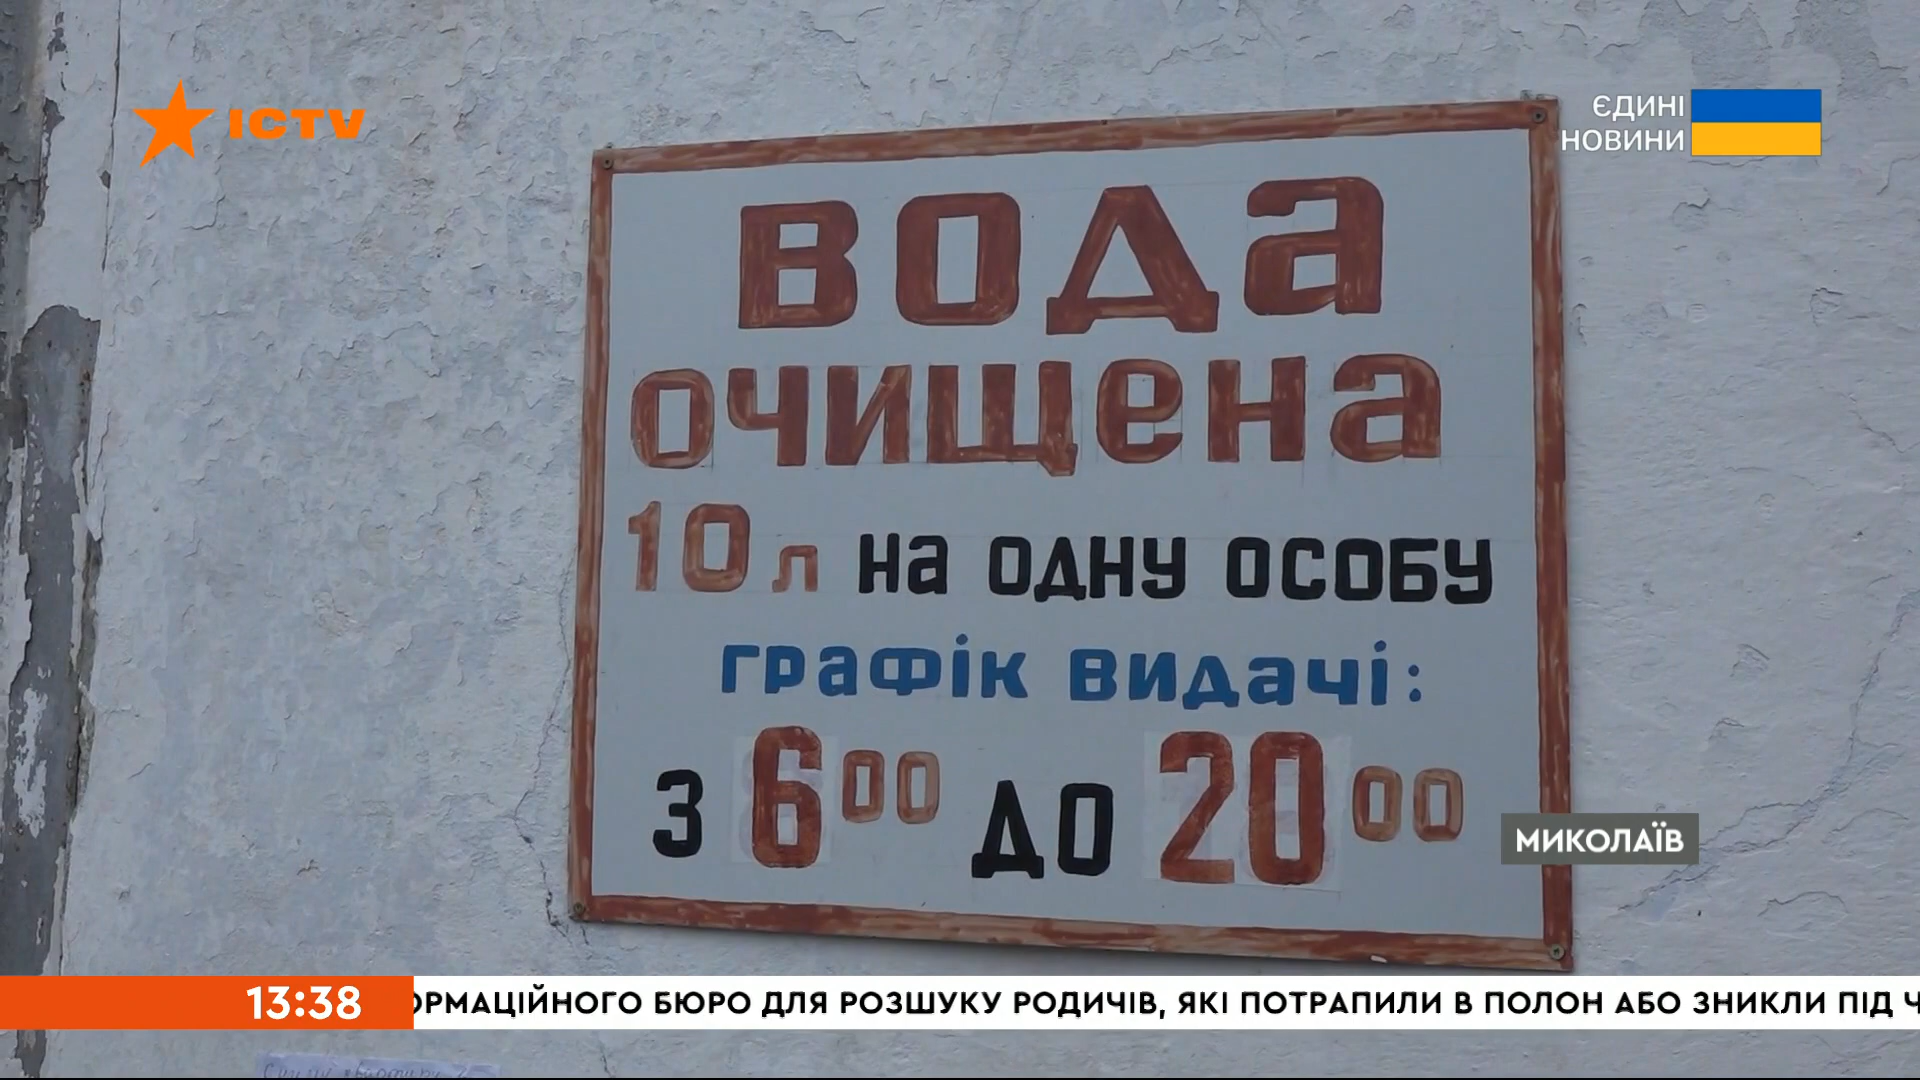 ICTV
ЄДИНІ
НОВИНИ
вода
очищена
10 л на одну особу
графік видачі:
з 6 00 до 20 00
МИКОЛАЇВ
13:38
ОРМАЦІЙНОГО БЮРО ДЛЯ РОЗШУКУ РОДИЧІВ, ЯКІ ПОТРАПИЛИ В ПОЛОН АБО ЗНИКЛИ ПІД Ч